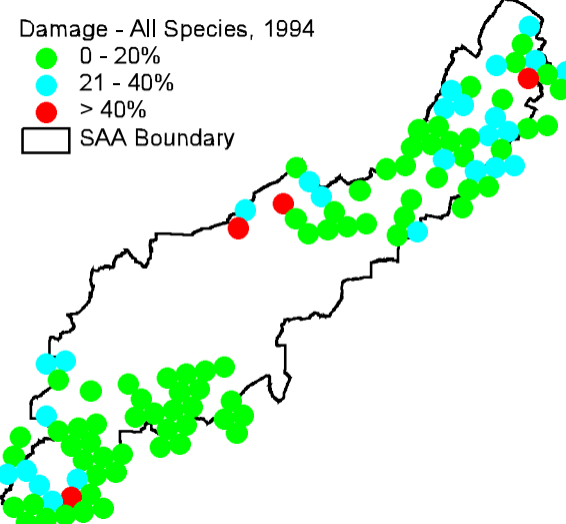 Damage - All Species, 1994
0 - 20%
21 - 40%
> 40%
SAA Boundary